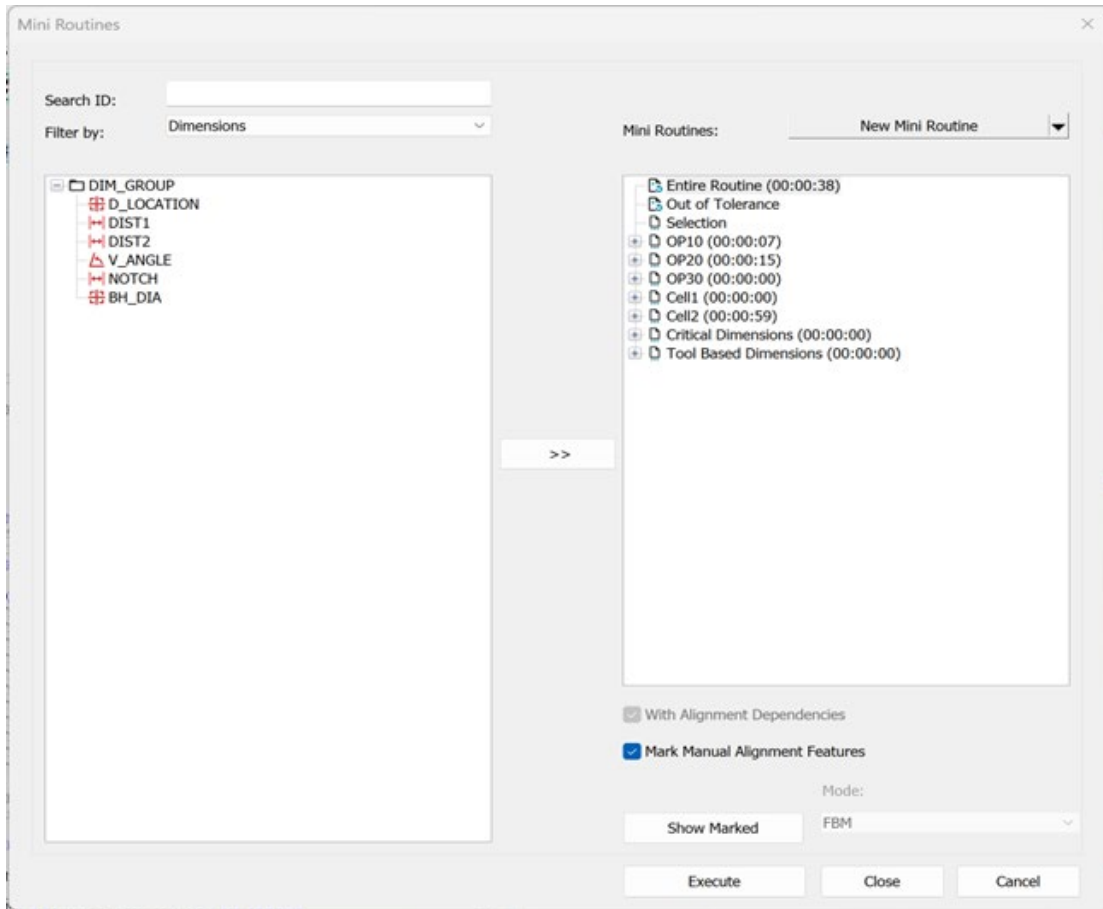 Mini Routines
Search ID:
Filter by: Dimensions
DIM_GROUP
D_LOCATION
DIST1
DIST2
V_ANGLE
NOTCH
BH_DIA
>>
Mini Routines: New Mini Routine
Entire Routine (00:00:38)
Out of Tolerance
Selection
OP10 (00:00:07)
OP20 (00:00:15)
OP30 (00:00:00)
Cell1 (00:00:00)
Cell2 (00:00:59)
Critical Dimensions (00:00:00)
Tool Based Dimensions (00:00:00)
With Alignment Dependencies
Mark Manual Alignment Features
Mode:
Show Marked FBM
Execute Close Cancel